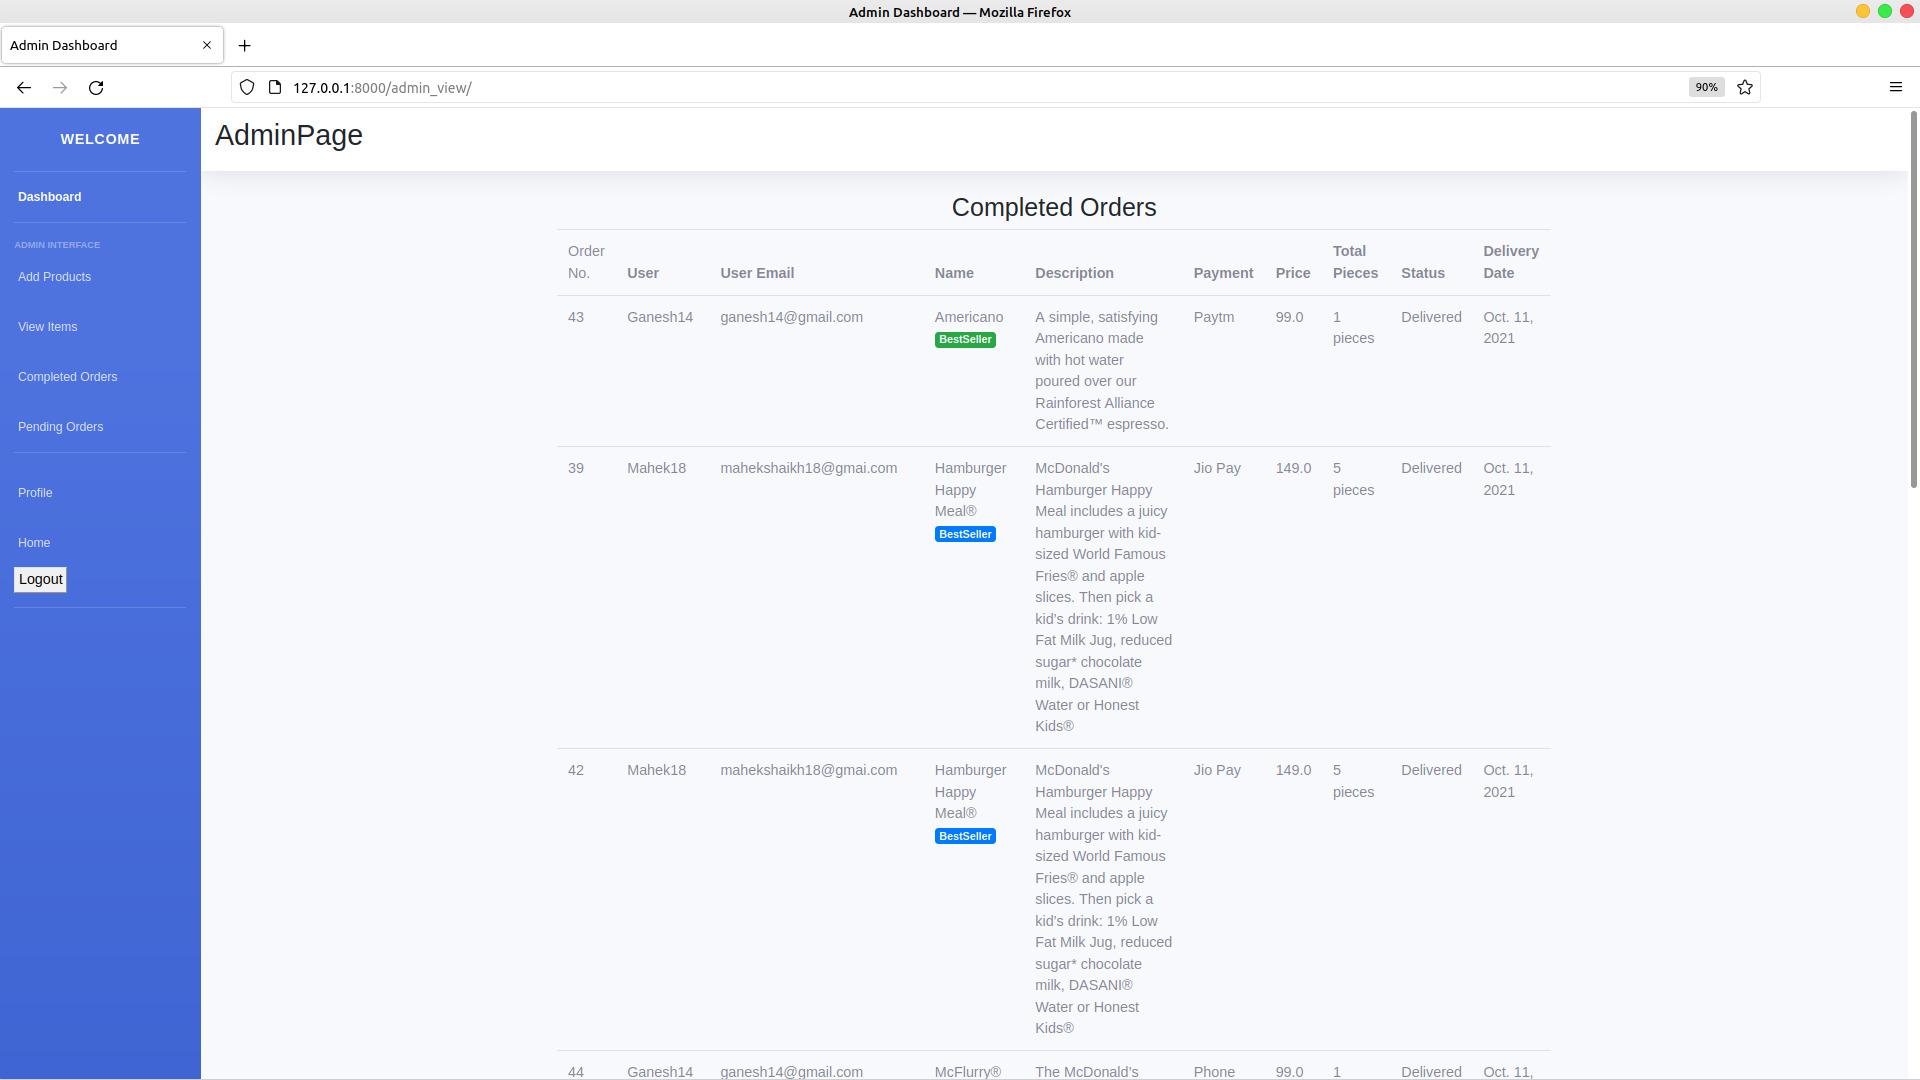 Admin Dashboard — Mozilla Firefox
Admin Dashboard
127.0.0.1:8000/admin_view/
90%
WELCOME
Dashboard
ADMIN INTERFACE
Add Products
View Items
Completed Orders
Pending Orders
Profile
Home
Logout
AdminPage
Completed Orders
Order No. User User Email Name Description Payment Price Total Pieces Status Delivery Date
43 Ganesh14 ganesh14@gmail.com Americano A simple, satisfying Paytm 99.0 1 Delivered Oct. 11,
BestSeller Americano made pieces 2021
with hot water
poured over our
Rainforest Alliance
Certified™ espresso.
39 Mahek18 mahekshaikh18@gmai.com Hamburger McDonald's Jio Pay 149.0 5 Delivered Oct. 11,
Happy Hamburger Happy pieces 2021
Meal® Meal includes a juicy
BestSeller hamburger with kid-
sized World Famous
Fries® and apple
slices. Then pick a
kid's drink: 1% Low
Fat Milk Jug, reduced
sugar* chocolate
milk, DASANI®
Water or Honest
Kids®
42 Mahek18 mahekshaikh18@gmai.com Hamburger McDonald's Jio Pay 149.0 5 Delivered Oct. 11,
Happy Hamburger Happy pieces 2021
Meal® Meal includes a juicy
BestSeller hamburger with kid-
sized World Famous
Fries® and apple
slices. Then pick a
kid's drink: 1% Low
Fat Milk Jug, reduced
sugar* chocolate
milk, DASANI®
Water or Honest
Kids®
44 Ganesh14 ganesh14@gmail.com McFlurry® The McDonald's Phone 99.0 1 Delivered Oct. 11,